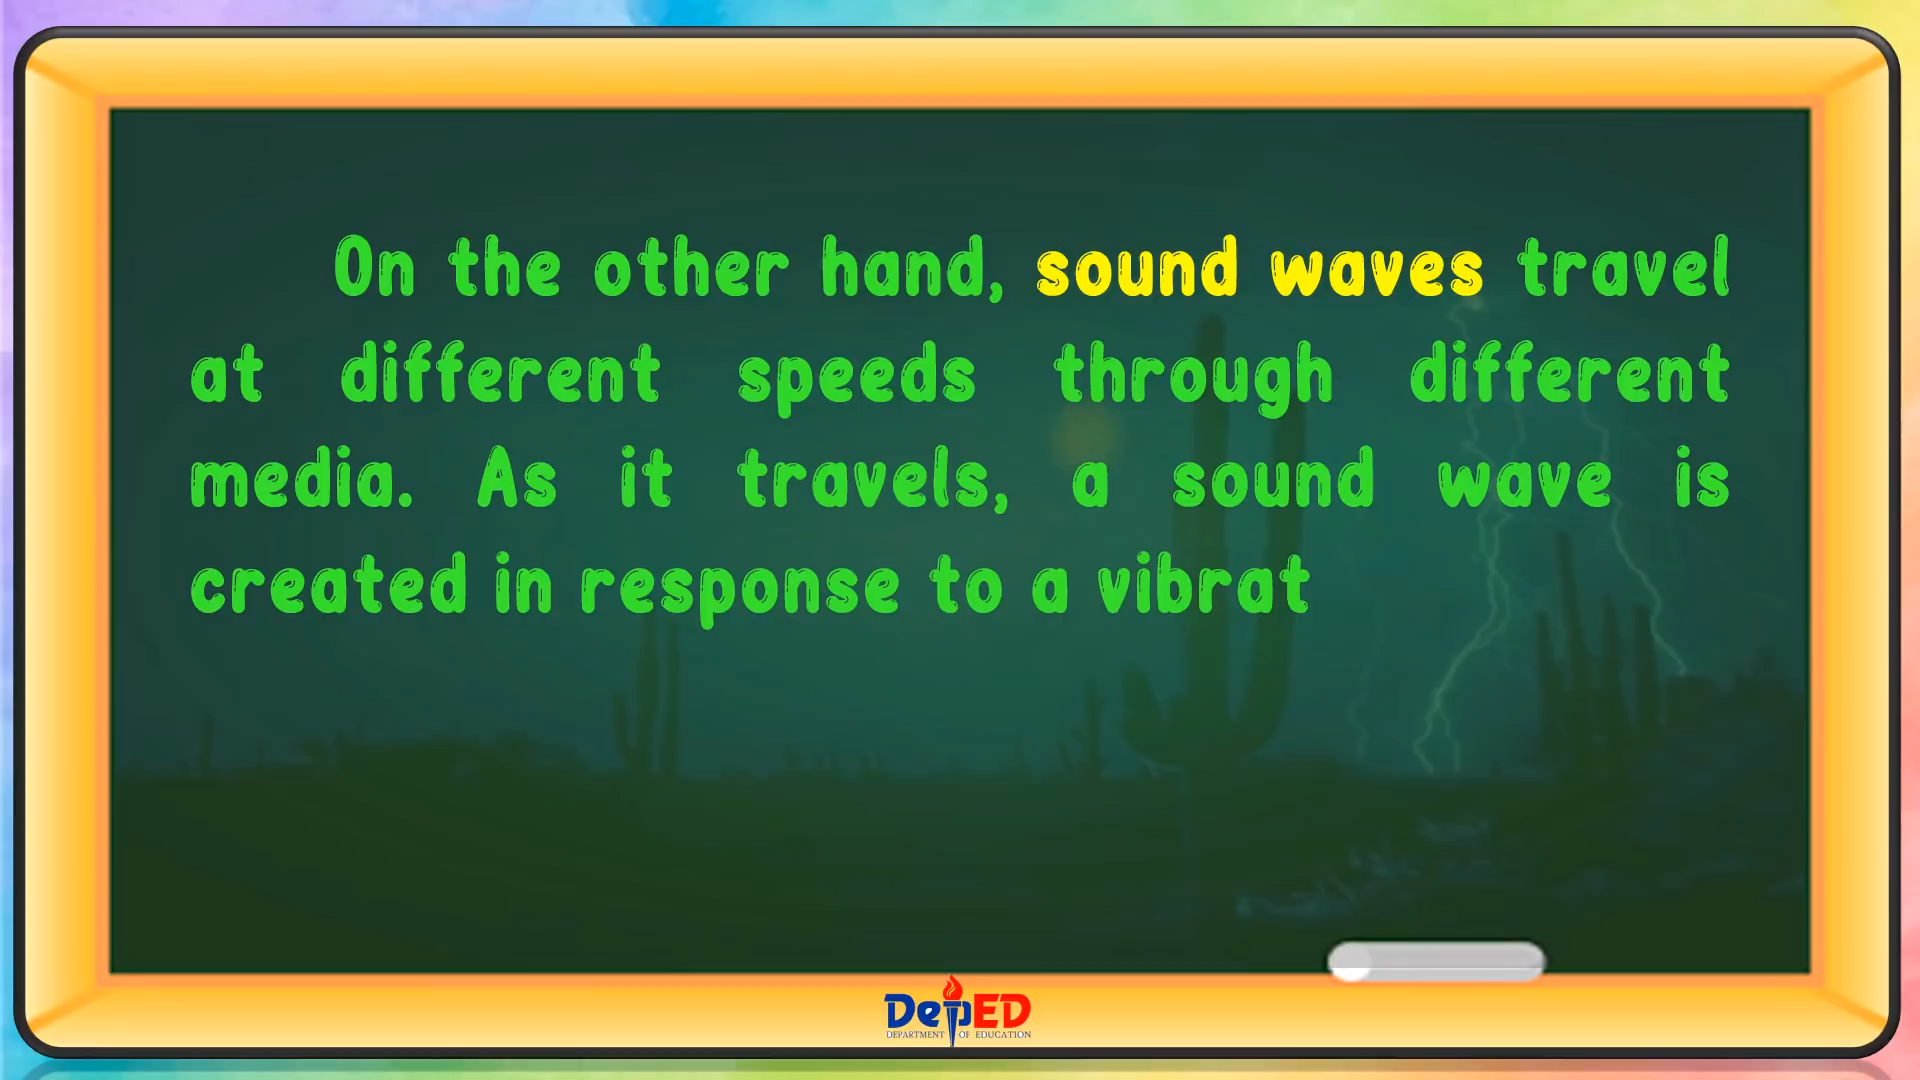 On the other hand, sound waves travel
at different speeds through different
media. As it travels, a sound wave is
created in response to a vibrat
DepED
DEPARTMENT OF EDUCATION